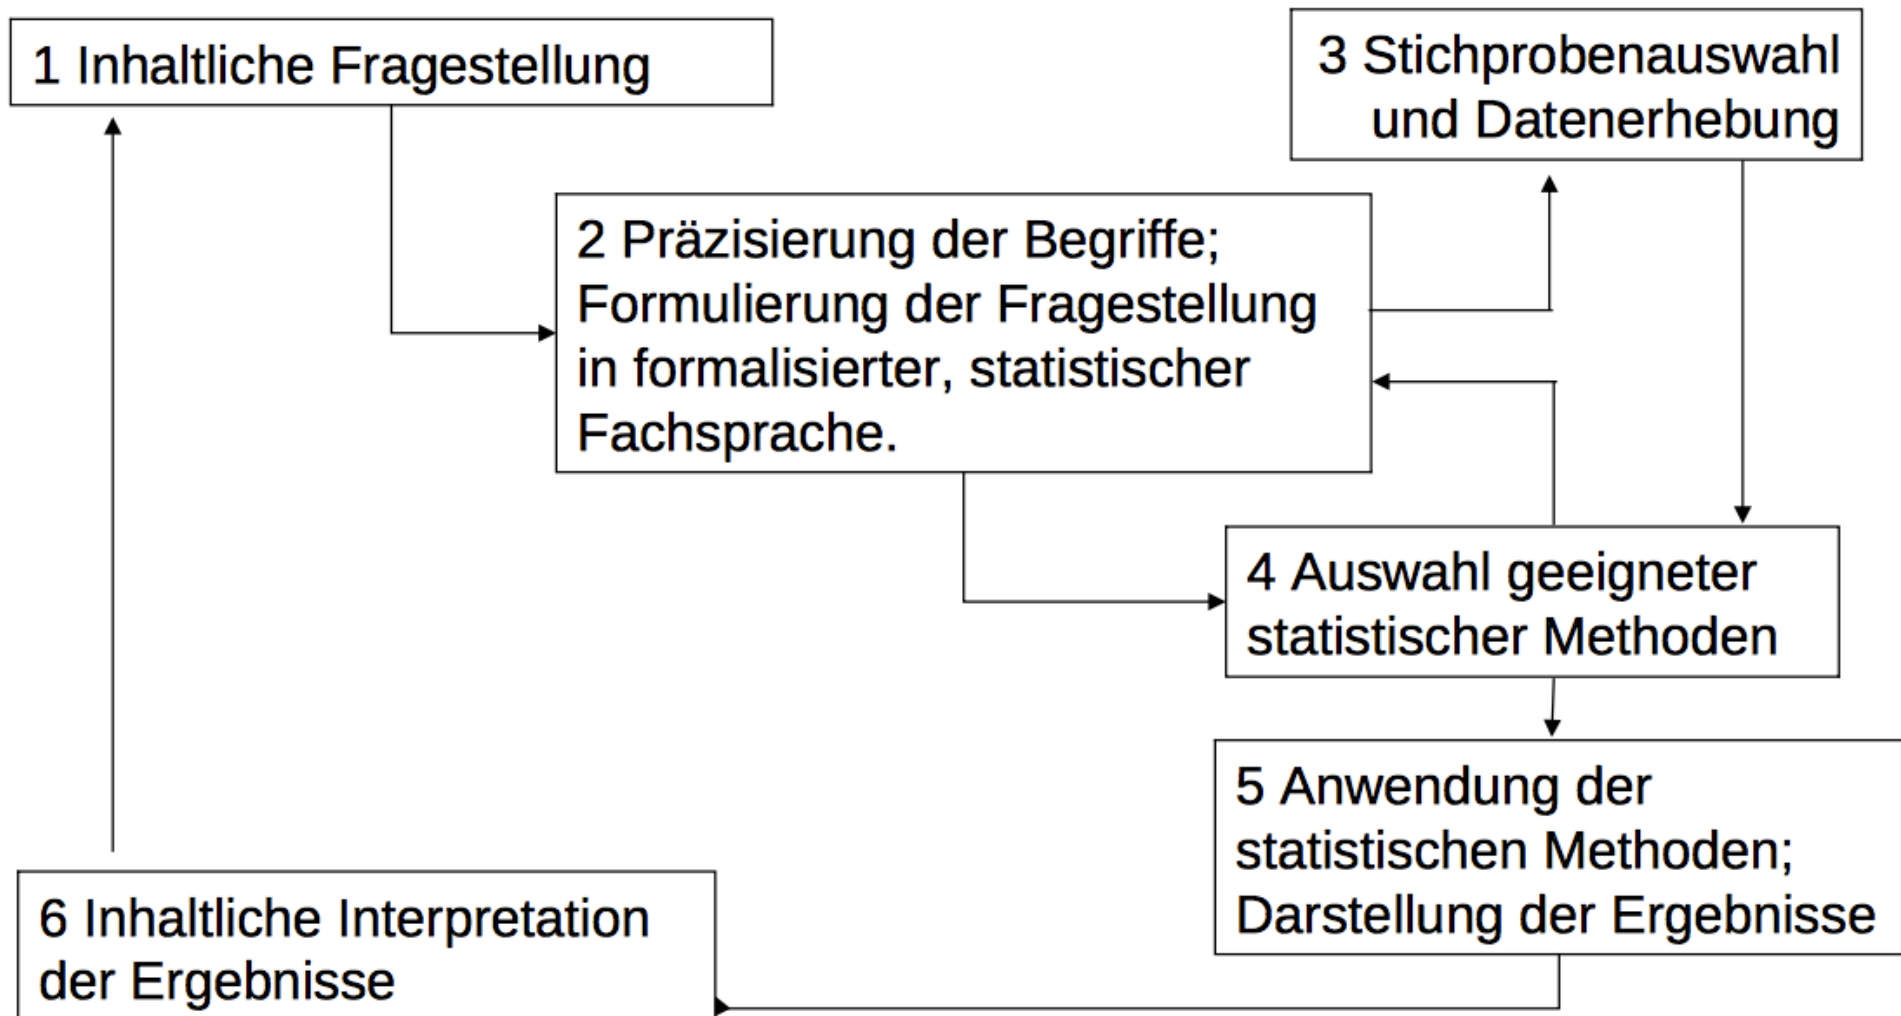 1 Inhaltliche Fragestellung
3 Stichprobenauswahl
und Datenerhebung
2 Präzisierung der Begriffe;
Formulierung der Fragestellung
in formalisierter, statistischer
Fachsprache.
4 Auswahl geeigneter
statistischer Methoden
5 Anwendung der
statistischen Methoden;
Darstellung der Ergebnisse
6 Inhaltliche Interpretation
der Ergebnisse